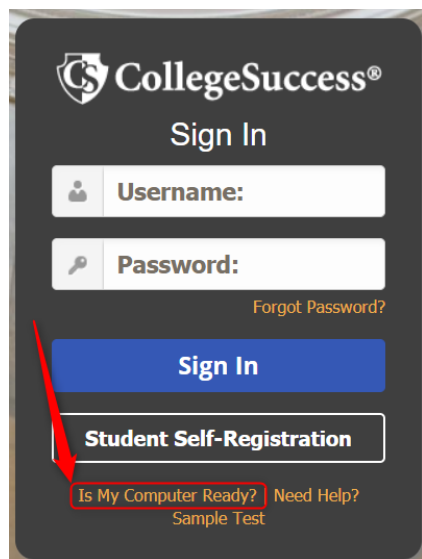 CS CollegeSuccess®
Sign In
Username:
Password:
Forgot Password?
Sign In
Student Self-Registration
Is My Computer Ready? Need Help?
Sample Test